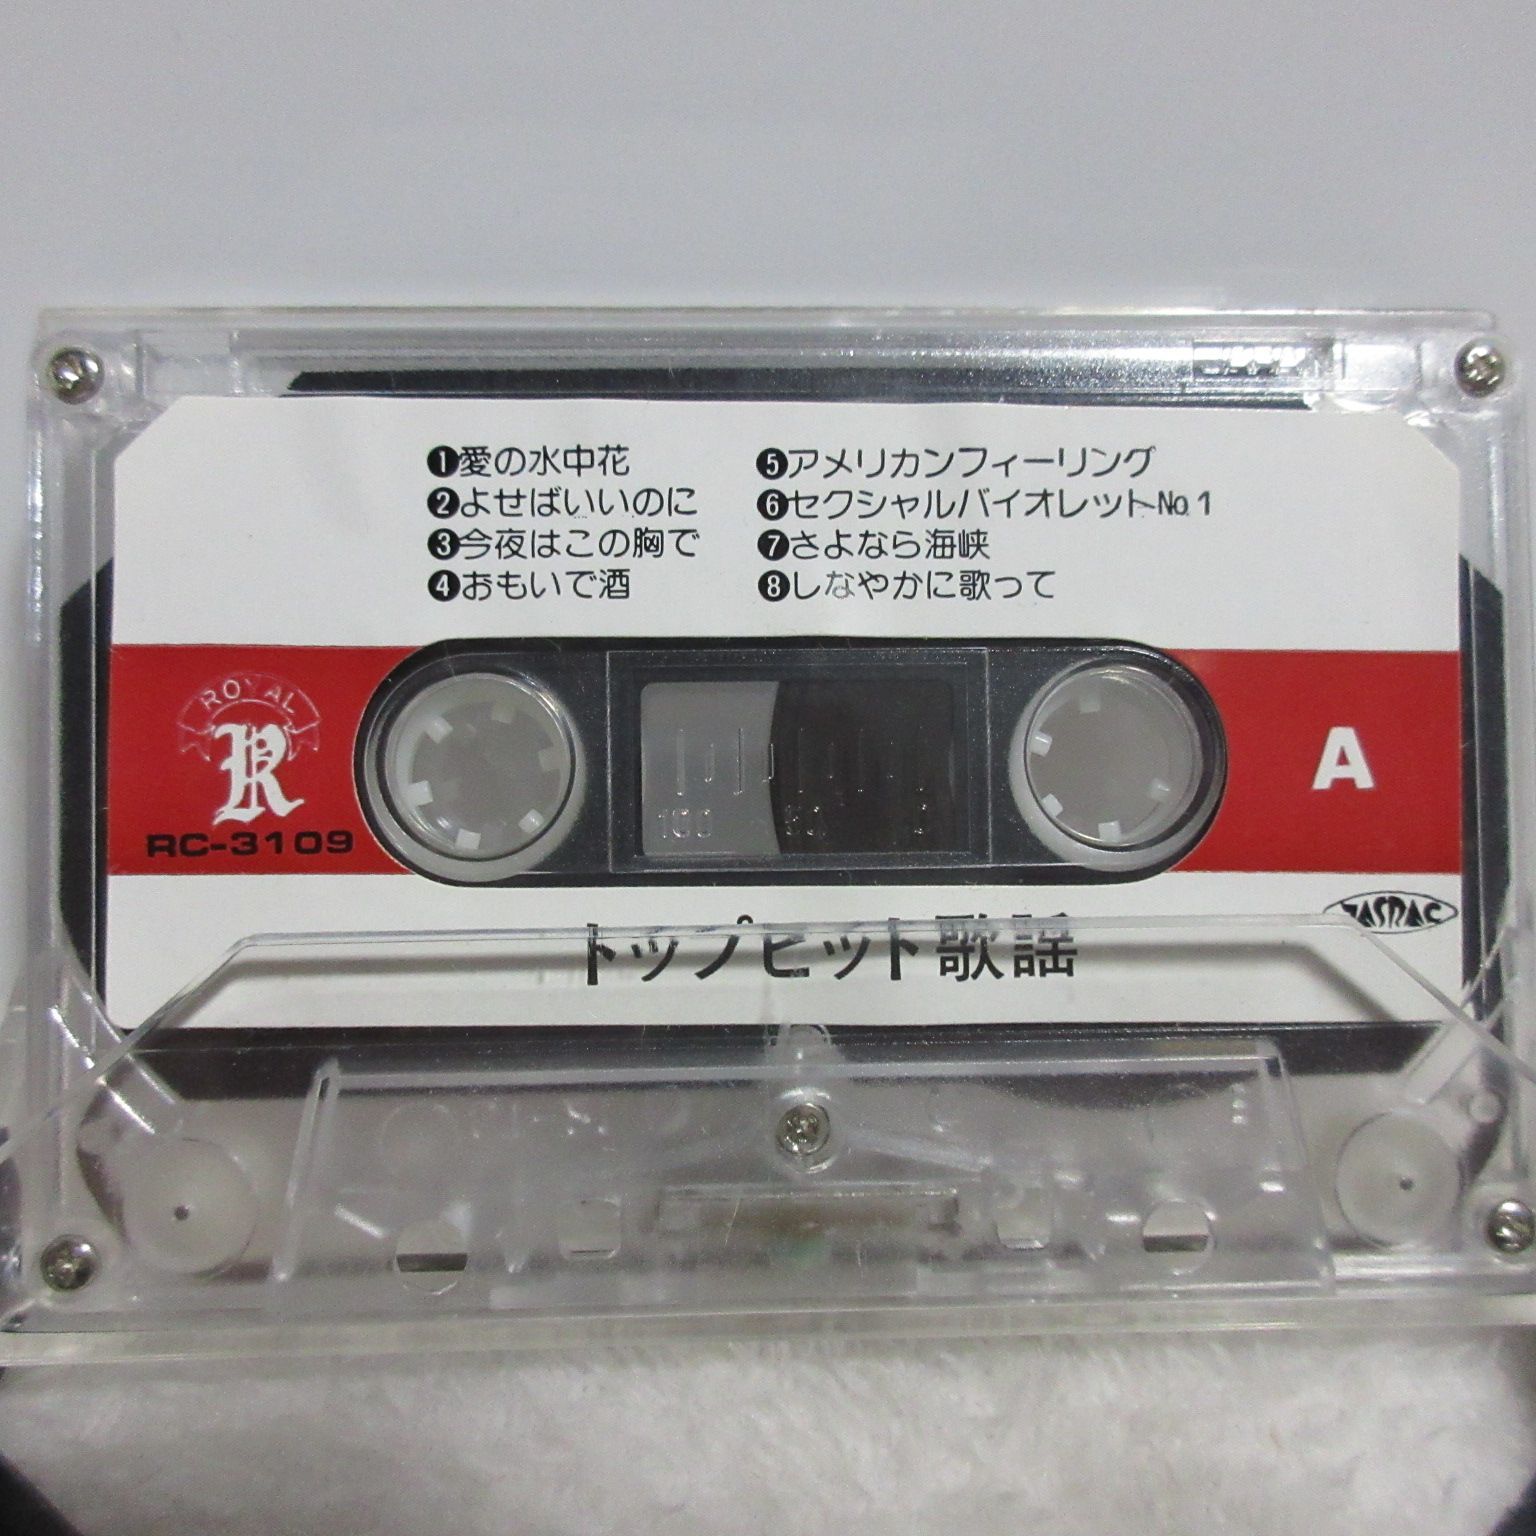 ❶愛の水中花
❷よせばいいのに
❸今夜はこの胸で
❹おもいで酒
❺アメリカンフィーリング
❻セクシャルバイオレットNo.1
❼さよなら海峡
❽しなやかに歌って
ROYAL
R
RC-3109
A
100
50
0
JASRAC
トップヒット歌謡